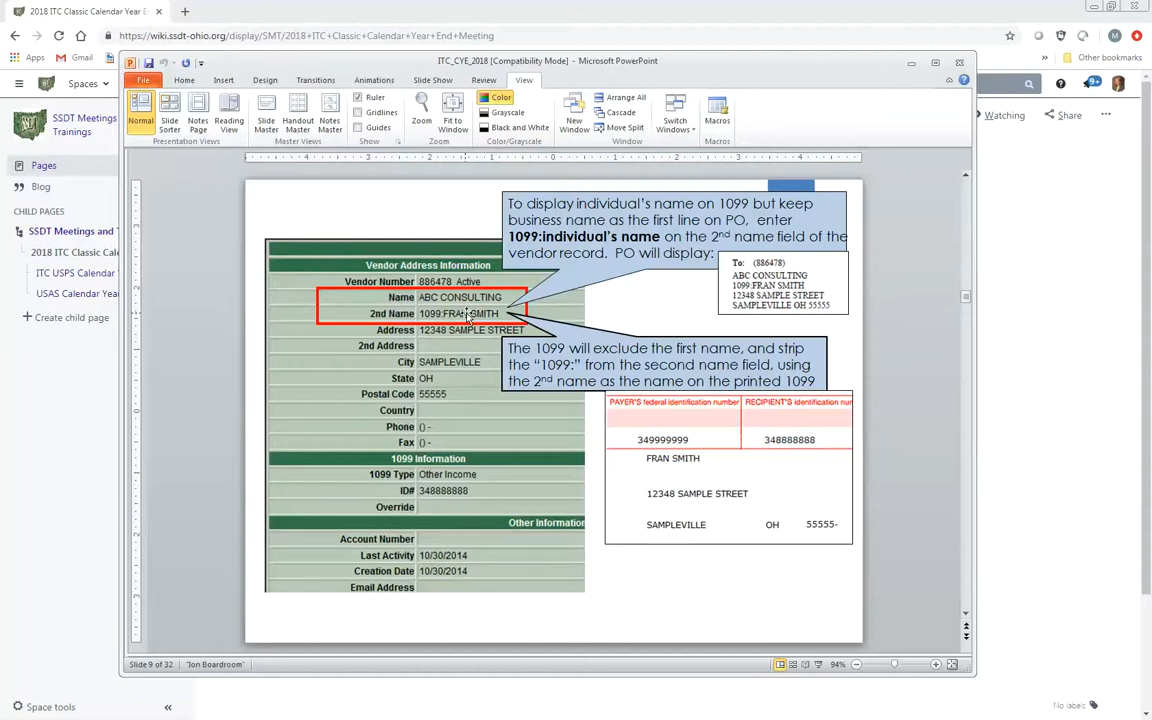 2018 ITC Classic Calendar Year E
https://wiki.ssdt-ohio.org/display/SMT/2018+ITC+Classic+Calendar+Year+End+Meeting
M
Apps
Gmail
Other bookmarks
Spaces
9+
SSDT Meetings
Trainings
Watching
Share
Pages
Blog
CHILD PAGES
SSDT Meetings and T
2018 ITC Classic Cale
ITC USPS Calendar
USAS Calendar Year
Create child page
Space tools
No labels
ITC_CYE_2018 [Compatibility Mode] - Microsoft PowerPoint
File
Home
Insert
Design
Transitions
Animations
Slide Show
Review
View
Normal
Slide Sorter
Notes Page
Reading View
Presentation Views
Slide Master
Handout Master
Notes Master
Master Views
Ruler
Gridlines
Guides
Show
Zoom
Fit to Window
Zoom
Color
Grayscale
Black and White
Color/Grayscale
New Window
Arrange All
Cascade
Move Split
Window
Switch Windows
Macros
Macros
To display individual's name on 1099 but keep
business name as the first line on PO, enter
1099:individual's name on the 2nd name field of the
vendor record. PO will display:
To: (886478)
ABC CONSULTING
1099:FRAN SMITH
12348 SAMPLE STREET
SAMPLEVILLE OH 55555
Vendor Address Information
Vendor Number 886478 Active
Name ABC CONSULTING
2nd Name 1099:FRAN SMITH
Address 12348 SAMPLE STREET
2nd Address
City SAMPLEVILLE
State OH
Postal Code 55555
Country
Phone () -
Fax () -
1099 Information
1099 Type Other Income
ID# 348888888
Override
Other Information
Account Number
Last Activity 10/30/2014
Creation Date 10/30/2014
Email Address
The 1099 will exclude the first name, and strip
the "1099:" from the second name field, using
the 2nd name as the name on the printed 1099
PAYER'S federal identification number RECIPIENT'S identification
349999999 348888888
FRAN SMITH
12348 SAMPLE STREET
SAMPLEVILLE OH 55555-
Slide 9 of 32
"Ion Boardroom"
94%